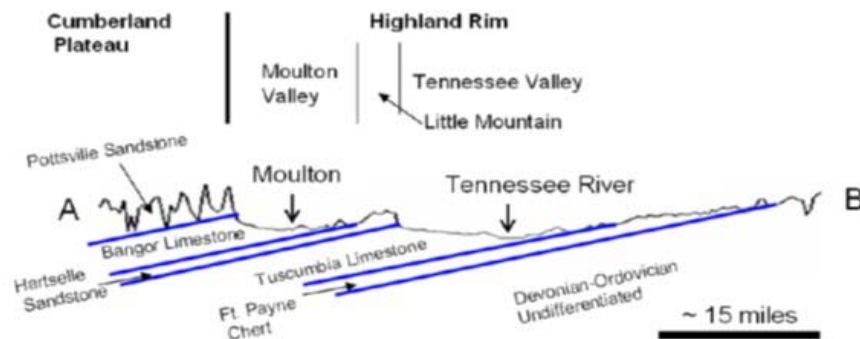 Cumberland
Plateau
Highland Rim
Moulton
Valley
Tennessee Valley
Little Mountain
Pottsville Sandstone
A
Moulton
Tennessee River
B
Bangor Limestone
Hartselle
Sandstone
Tuscumbia Limestone
Ft. Payne
Chert
Devonian-Ordovician
Undifferentiated
~ 15 miles